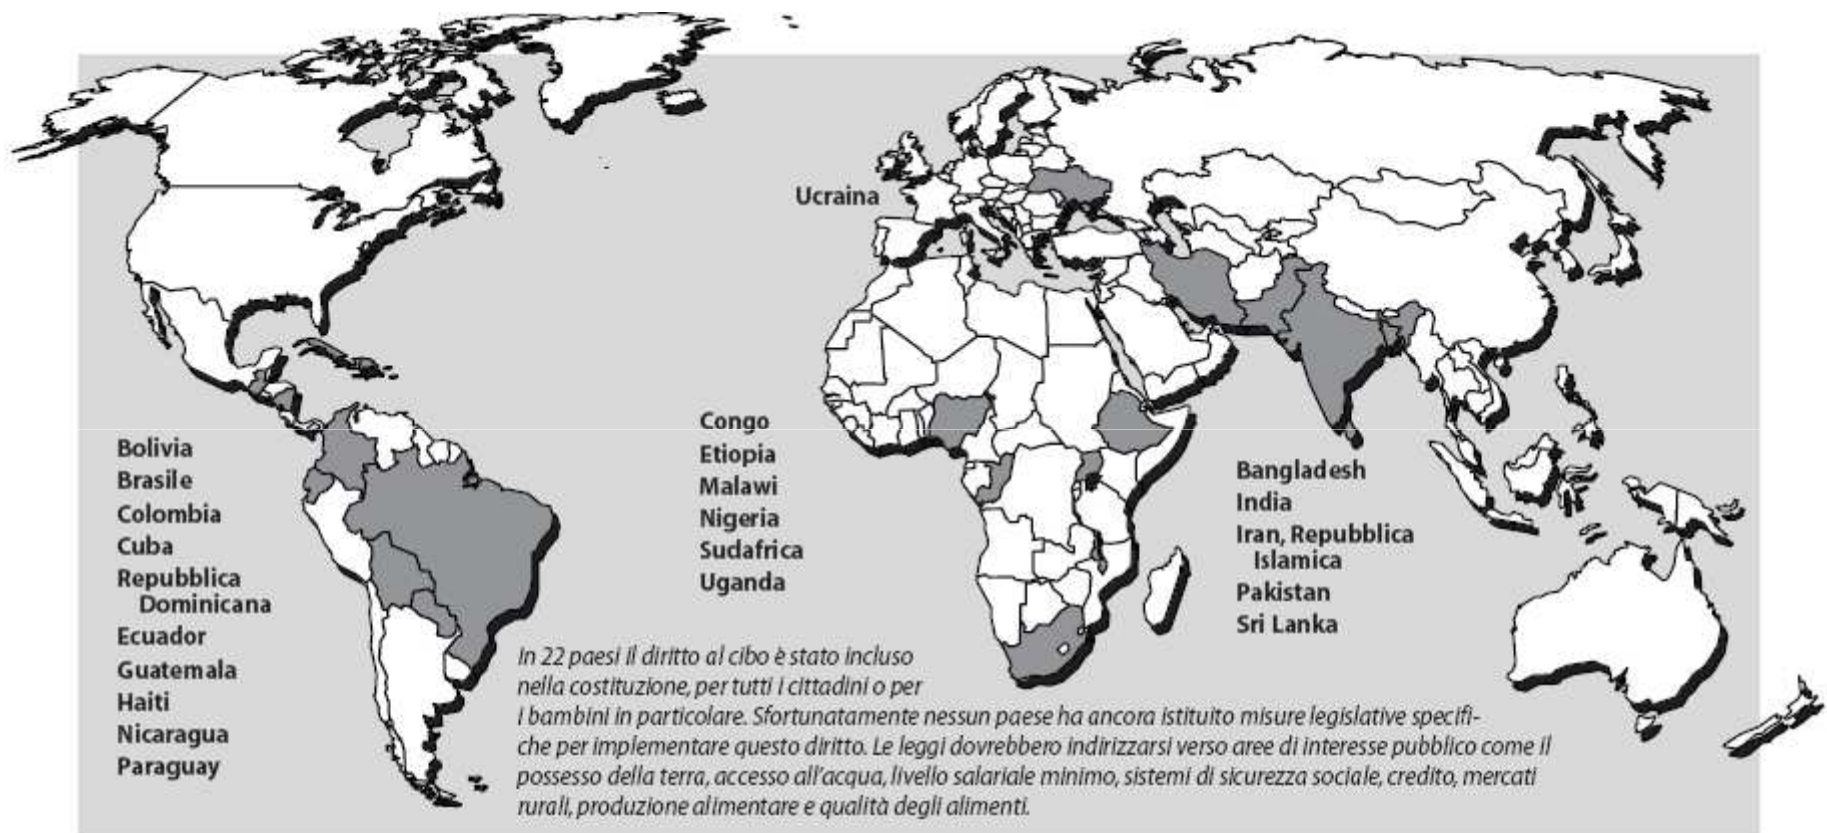 Ucraina
Bolivia
Brasile
Colombia
Cuba
Repubblica
Dominicana
Ecuador
Guatemala
Haiti
Nicaragua
Paraguay
Congo
Etiopia
Malawi
Nigeria
Sudafrica
Uganda
Bangladesh
India
Iran, Repubblica
Islamica
Pakistan
Sri Lanka
In 22 paesi il diritto al cibo è stato incluso
nella costituzione, per tutti i cittadini o per
i bambini in particolare. Sfortunatamente nessun paese ha ancora istituito misure legislative specifi-
che per implementare questo diritto. Le leggi dovrebbero indirizzarsi verso aree di interesse pubblico come il
possesso della terra, accesso all'acqua, livello salariale minimo, sistemi di sicurezza sociale, credito, mercati
rurali, produzione alimentare e qualità degli alimenti.